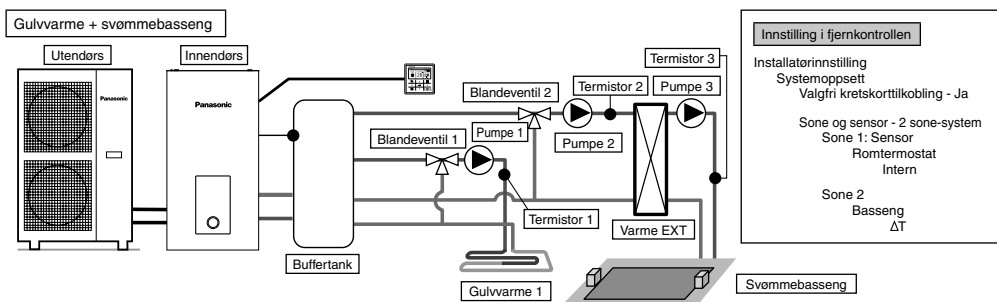 Gulvvarme + svømmebasseng
Utendørs
Innendørs
Panasonic
Panasonic
Buffertank
Blandeventil 1
Pumpe 1
Termistor 1
Gulvvarme 1
Blandeventil 2
Pumpe 2
Termistor 2
Varme EXT
Pumpe 3
Termistor 3
Svømmebasseng
Innstilling i fjernkontrollen
Installatørinnstilling
Systemoppsett
Valgfri kretskorttilkobling - Ja
Sone og sensor - 2 sone-system
Sone 1: Sensor
Romtermostat
Intern
Sone 2
Basseng
ΔT